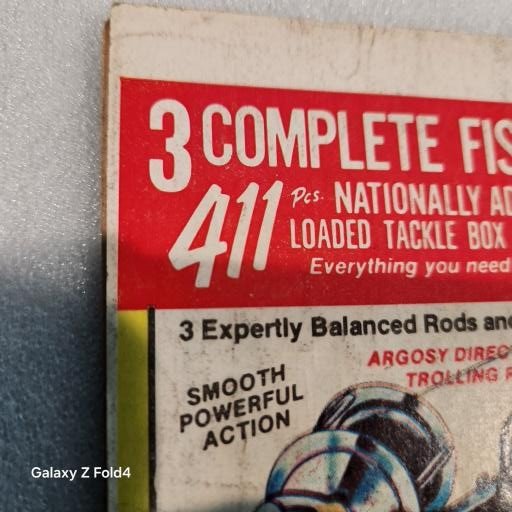 3 COMPLETE FIS
411 Pcs. NATIONALLY AD
LOADED TACKLE BOX
Everything you need
3 Expertly Balanced Rods and
ARGOSY DIREC
TROLLING R
SMOOTH
POWERFUL
ACTION
Galaxy Z Fold4